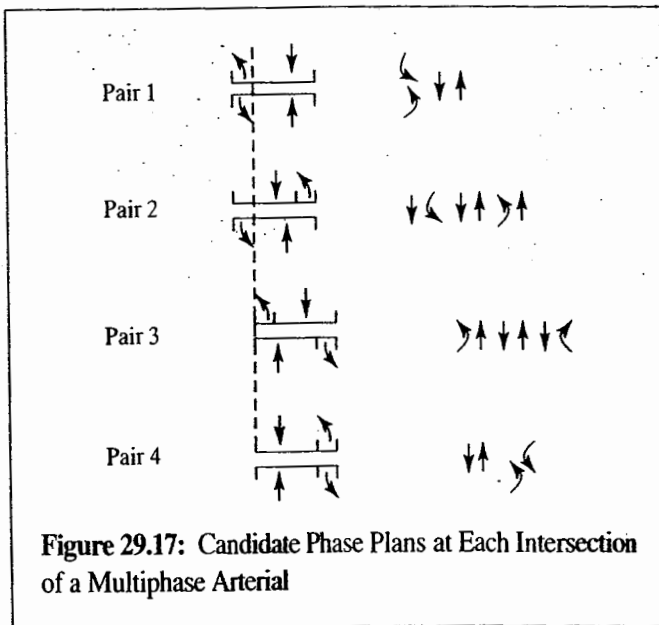 Pair 1
Pair 2
Pair 3
Pair 4
Figure 29.17: Candidate Phase Plans at Each Intersection
of a Multiphase Arterial